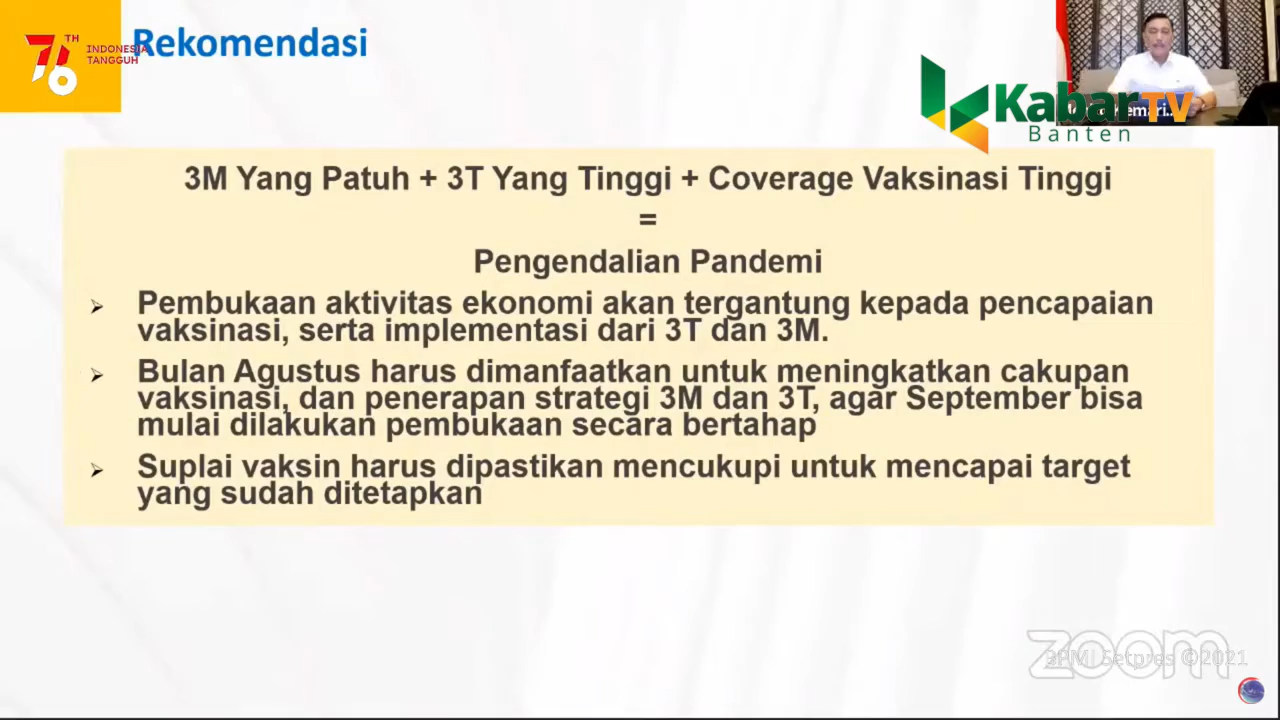 76TH
INDONESIA
TANGGUH
Rekomendasi
KabarTV
Banten
3M Yang Patuh + 3T Yang Tinggi + Coverage Vaksinasi Tinggi
=
Pengendalian Pandemi
Pembukaan aktivitas ekonomi akan tergantung kepada pencapaian
vaksinasi, serta implementasi dari 3T dan 3M.
Bulan Agustus harus dimanfaatkan untuk meningkatkan cakupan
vaksinasi, dan penerapan strategi 3M dan 3T, agar September bisa
mulai dilakukan pembukaan secara bertahap
Suplai vaksin harus dipastikan mencukupi untuk mencapai target
yang sudah ditetapkan
zoom
BPMI Setpres ©2021